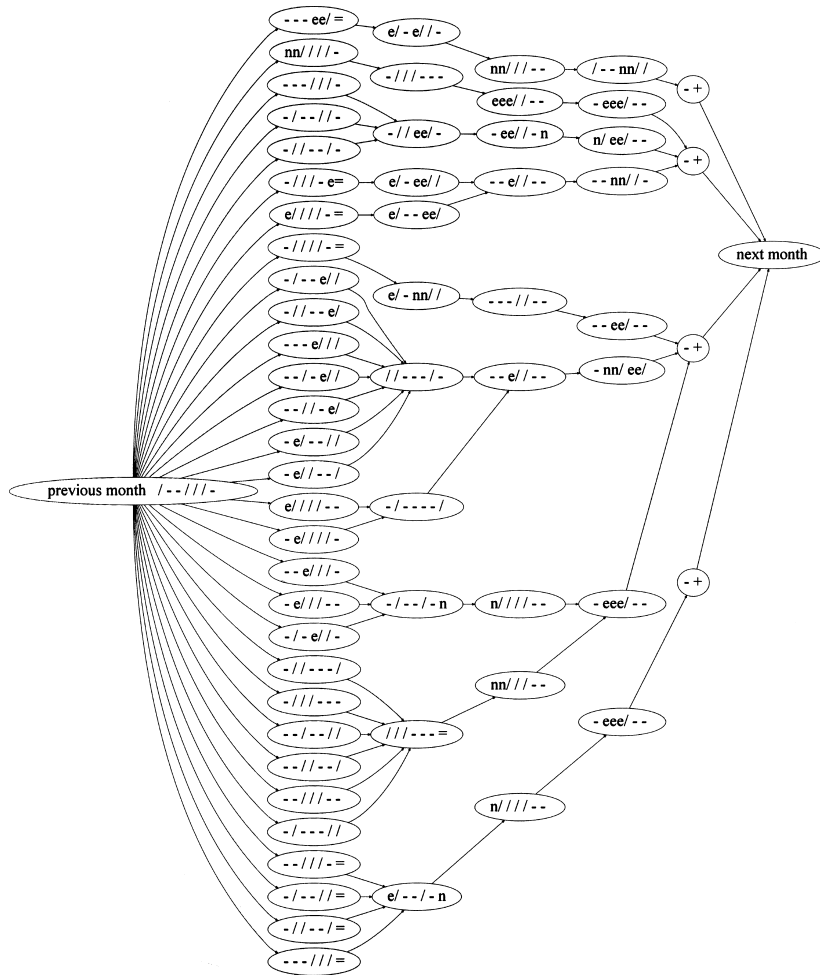 - - - ee/ =
e/ - e/ / -
nn/ / / / -
nn/ / / - -
/ - - nn/ /
- / / / - - -
- +
- - - / / / -
eee/ / - -
- eee/ - -
- / - - / / -
- / / ee/ -
- ee/ / - n
n/ ee/ - -
- / / - - / -
- +
- / / / - e=
e/ - ee/ /
- - e/ / - -
- - nn/ / -
e/ / / / - =
e/ - - ee/
- / / / / - =
next month
- / - - e/ /
e/ - nn/ /
- - - / / - -
- / / - - e/
- - ee/ - -
- - - e/ / /
- +
- - / - e/ /
/ / - - - / -
- - e/ / - -
- nn/ ee/
- - / / - e/
- e/ - - / /
- e/ / - - /
previous month / - - / / / -
e/ / / / - -
- / - - - - /
- e/ / / / -
- - e/ / / -
- +
- e/ / / - -
- / - - / - n
n/ / / / - -
- eee/ - -
- / - e/ / -
- / / - - - /
nn/ / / - -
- / / / - - -
- eee/ - -
- - / - - / /
/ / / - - - =
- - / / - - /
- - / / / - -
n/ / / / - -
- / - - - / /
- - / / / - =
- / - - / / =
e/ - - / - n
- / / - - / =
- - - / / / =